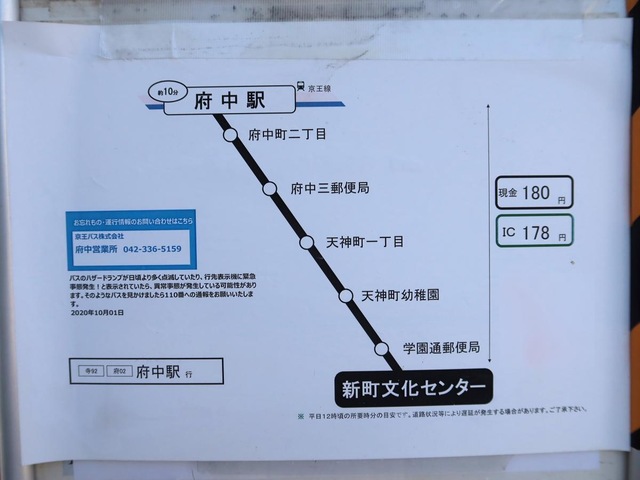 約10分
府中駅
京王線
府中町二丁目
府中三郵便局
天神町一丁目
天神町幼稚園
学園通郵便局
新町文化センター
現金 180 円
IC 178 円
お忘れもの・運行情報のお問い合わせはこちら
京王バス株式会社
府中営業所 042-336-5159
バスのハザードランプが日頃より多く点滅していたり、行先表示機に緊急
事態発生！と表示されていたら、異常事態が発生している可能性があり
ます。そのようなバスを見かけましたら110番への通報をお願いいたしま
す。
2020年10月01日
寺92 府02 府中駅 行
※ 平日12時頃の所要時分の目安です。道路状況等により遅延が発生する場合があります。ご了承下さい。